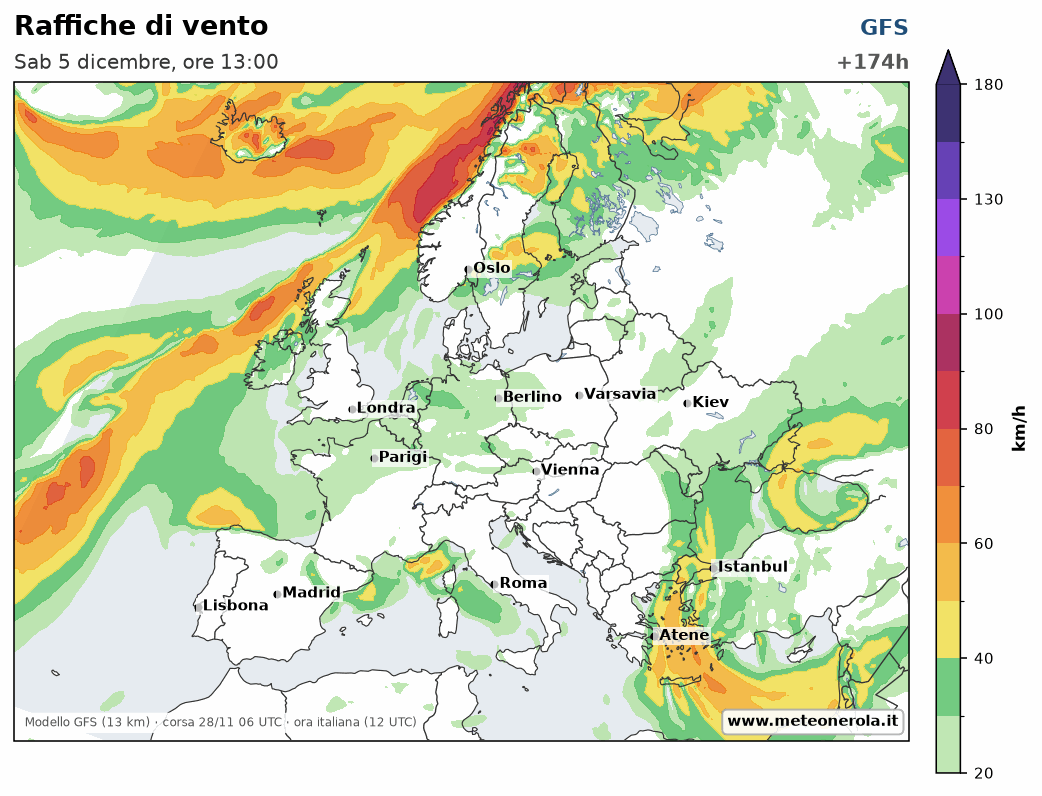 Raffiche di vento
GFS
Sab 5 dicembre, ore 13:00
+174h
180
130
100
80
60
40
20
km/h
Oslo
Berlino
Varsavia
Kiev
Londra
Parigi
Vienna
Istanbul
Roma
Madrid
Lisbona
Atene
Modello GFS (13 km) · corsa 28/11 06 UTC · ora italiana (12 UTC)
www.meteonerola.it